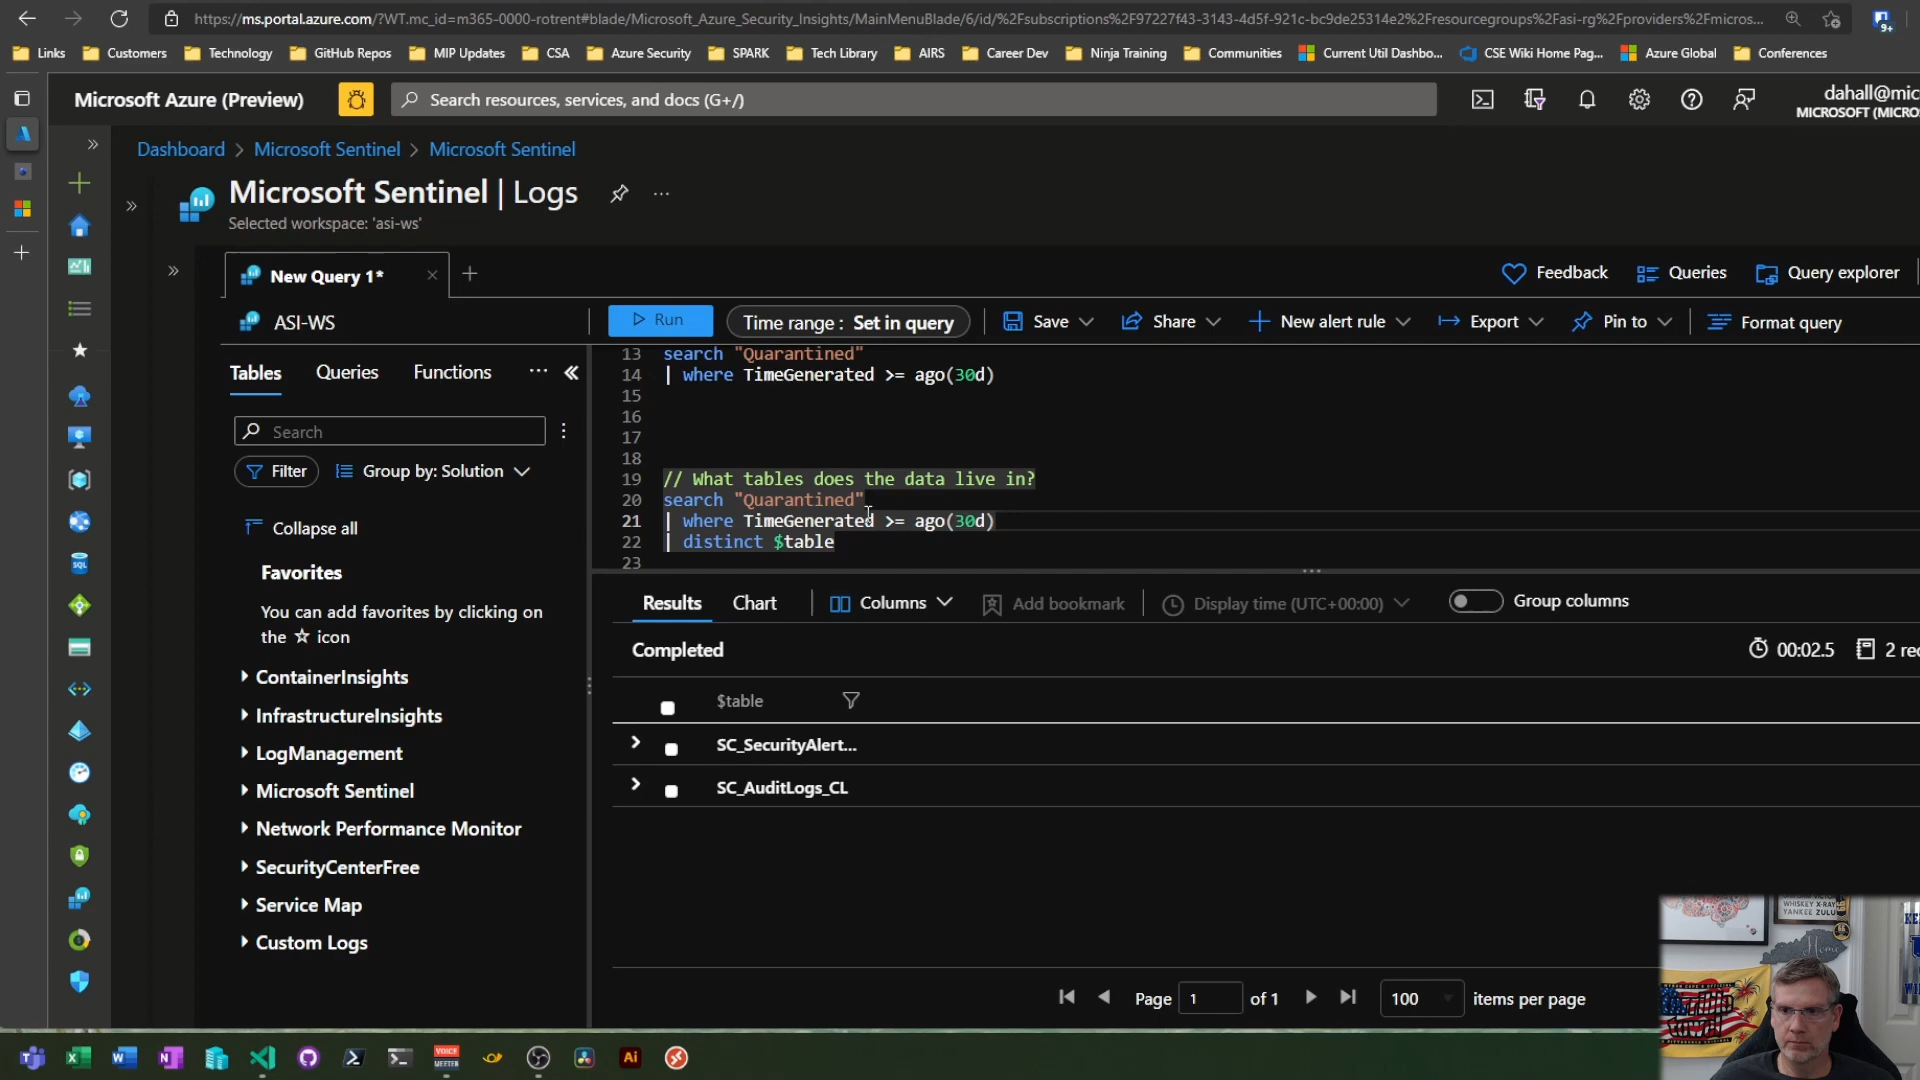 https://ms.portal.azure.com/?WT.mc_id=m365-0000-rotrent#blade/Microsoft_Azure_Security_Insights/MainMenuBlade/6/id/%2Fsubscriptions%2F97227f43-3143-4d5f-921c-bc9de25314e2%2Fresourcegroups%2Fasi-rg%2Fproviders%2Fmicros...
9+
Links Customers Technology GitHub Repos MIP Updates CSA Azure Security SPARK Tech Library AIRS Career Dev Ninja Training Communities Current Util Dashbo... CSE Wiki Home Pag... Azure Global Conferences
Microsoft Azure (Preview) Search resources, services, and docs (G+/) dahall@mic
MICROSOFT (MICRO
Dashboard > Microsoft Sentinel > Microsoft Sentinel
Microsoft Sentinel | Logs
Selected workspace: 'asi-ws'
New Query 1* Feedback Queries Query explorer
ASI-WS Run Time range : Set in query Save Share New alert rule Export Pin to Format query
Tables Queries Functions
Search
Filter Group by: Solution
Collapse all
Favorites
You can add favorites by clicking on
the ☆ icon
ContainerInsights
InfrastructureInsights
LogManagement
Microsoft Sentinel
Network Performance Monitor
SecurityCenterFree
Service Map
Custom Logs
13 search "Quarantined"
14 | where TimeGenerated >= ago(30d)
15
16
17
18
19 // What tables does the data live in?
20 search "Quarantined"
21 | where TimeGenerated >= ago(30d)
22 | distinct $table
23
Results Chart Columns Add bookmark Display time (UTC+00:00) Group columns
Completed 00:02.5 2 rec
$table
SC_SecurityAlert...
SC_AuditLogs_CL
Page 1 of 1 100 items per page
WHISKEY X-RAY
YANKEE ZULU
Home